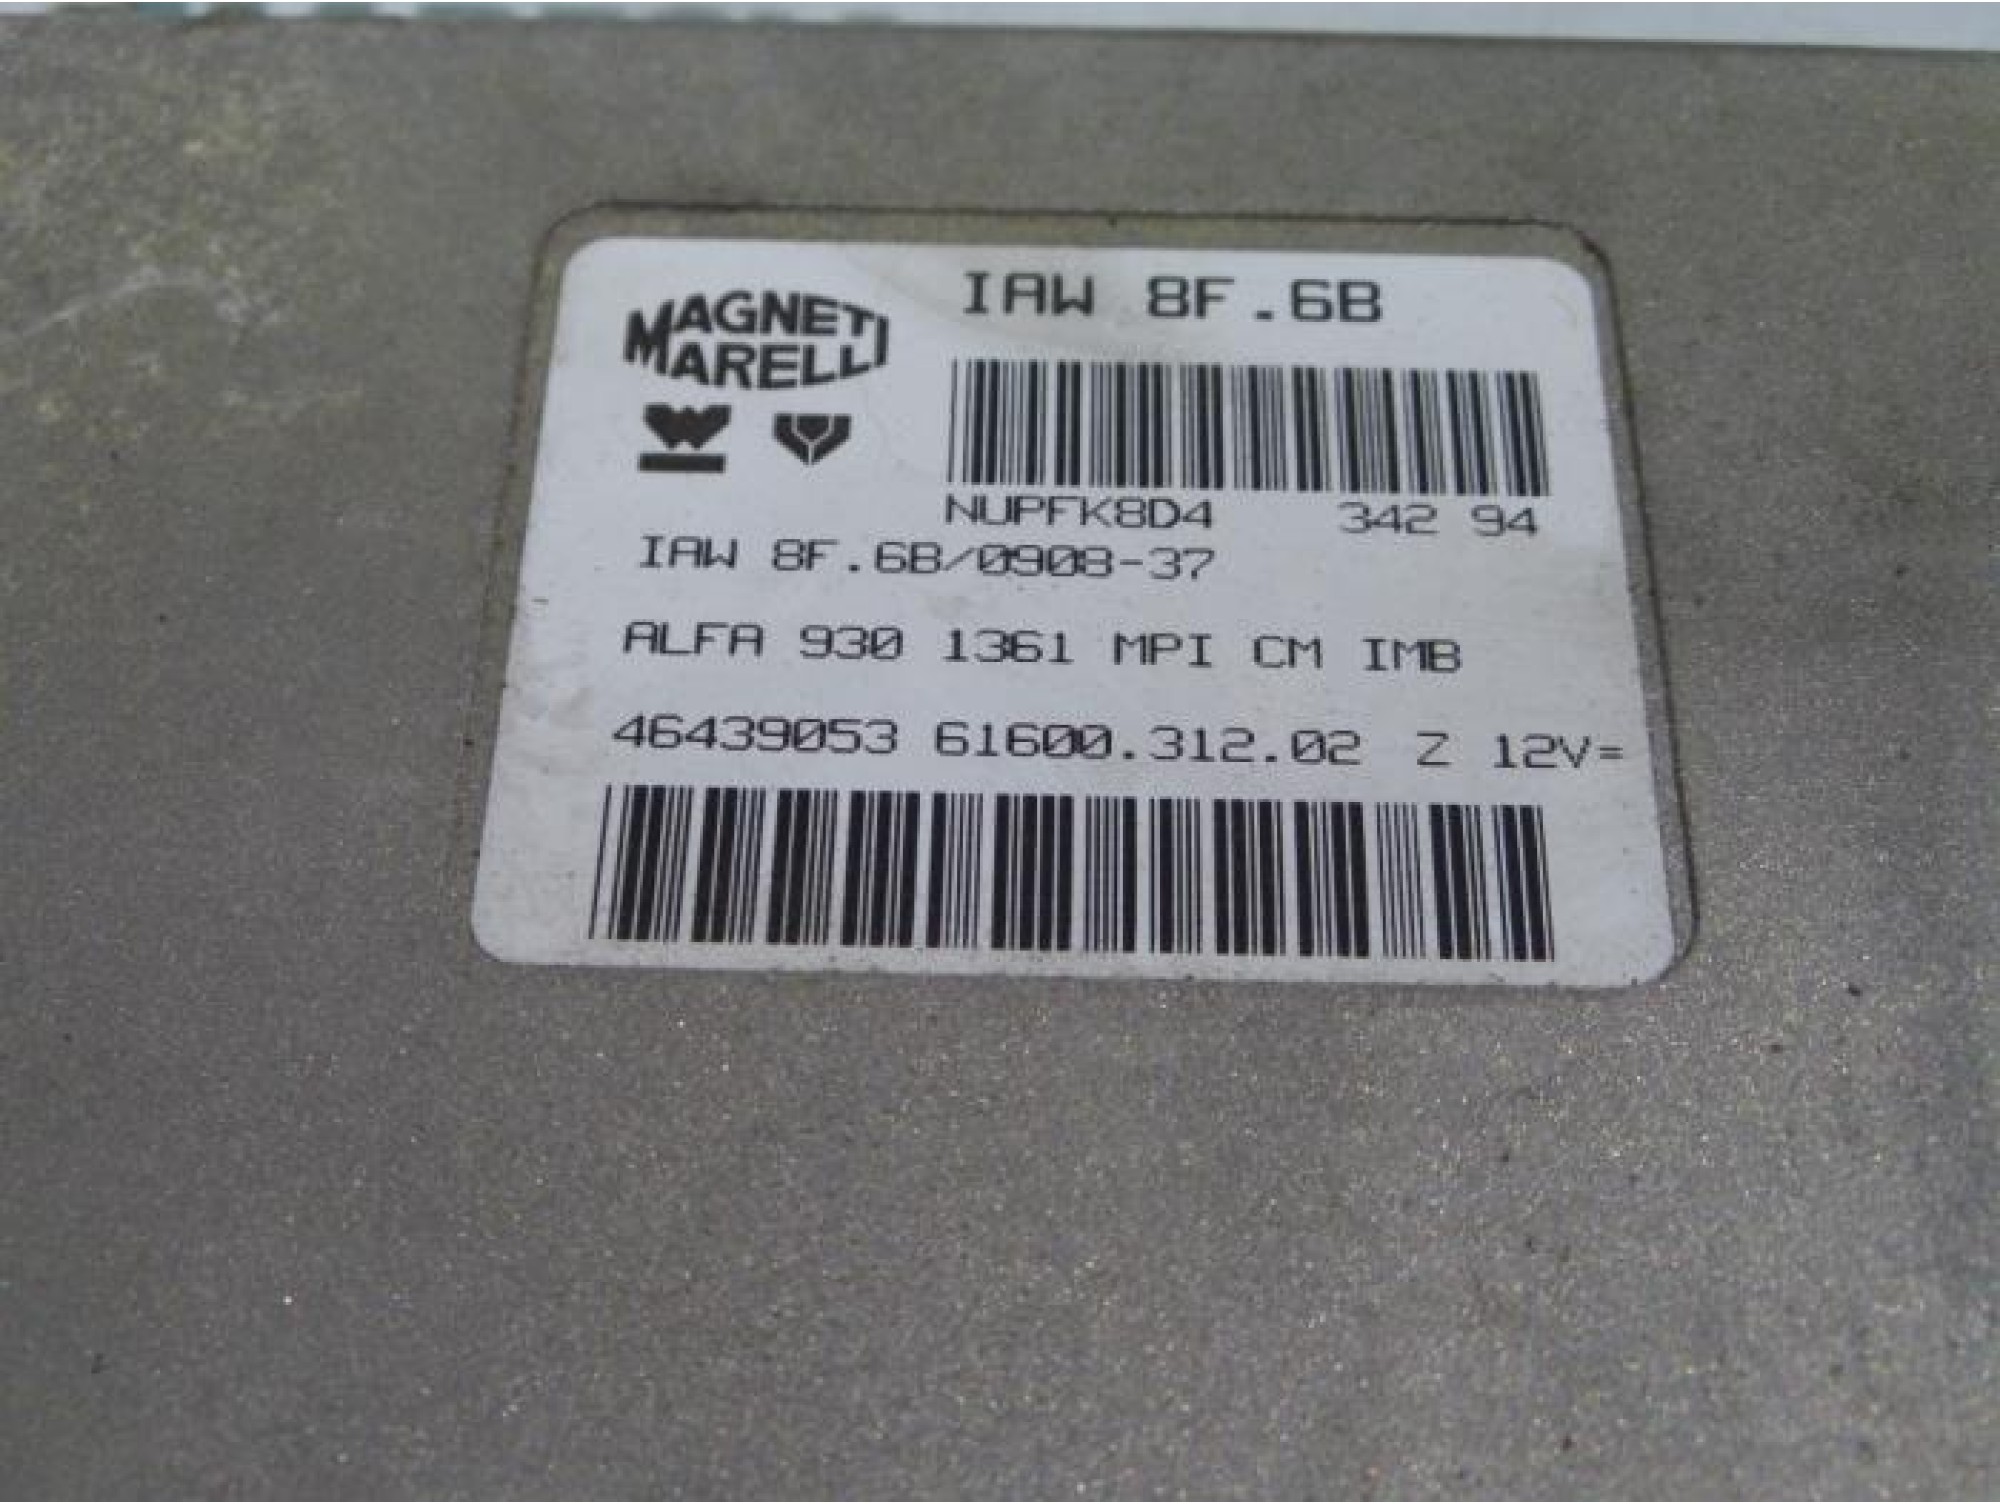 MAGNETI
MARELLI
IAW 8F.6B
NUPFK8D4 342 94
IAW 8F.6B/0908-37
ALFA 930 1361 MPI CM IMB
46439053 61600.312.02 Z 12V=